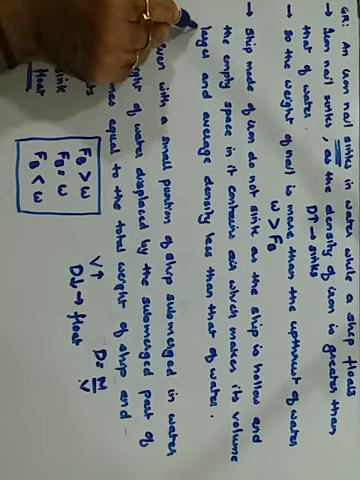 GR: An iron nail sinks in water while a ship floats
→ Iron nail sinks, as the density of iron is greater than
that of water. D↑ → sinks
→ so the weight of nail is more than the upthrust of water
W > FB
→ ship made of iron do not sink as the ship is hollow and
the empty space in it contains air which makes its volume
larger and average density less than that of water.
even with a small portion of ship submerged in water
of water displaced by the submerged part of
equal to the total weight of ship and
float
V↑ D = M/V
D↓ → float
FB > W
FB = W
FB < W
sink
float